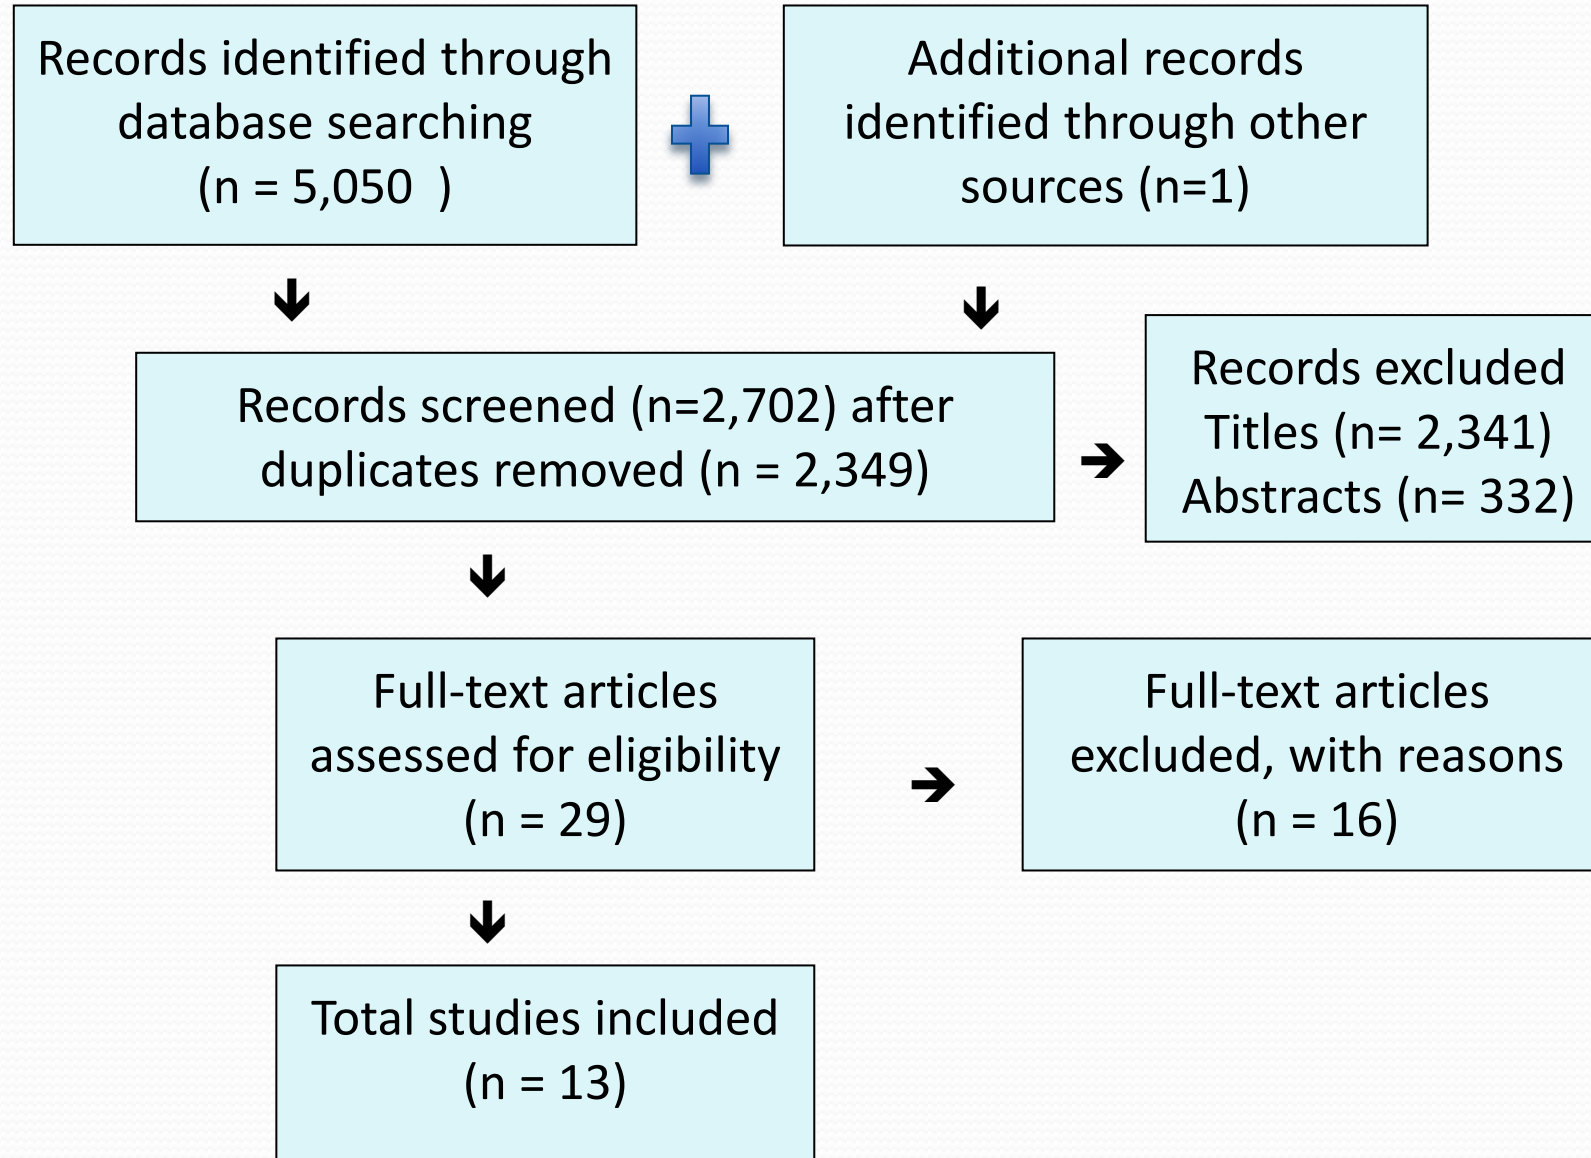 Records identified through
database searching
(n = 5,050  )
Additional records
identified through other
sources (n=1)
Records screened (n=2,702) after
duplicates removed (n = 2,349)
Records excluded
Titles (n= 2,341)
Abstracts (n= 332)
Full-text articles
assessed for eligibility
(n = 29)
Full-text articles
excluded, with reasons
(n = 16)
Total studies included
(n = 13)